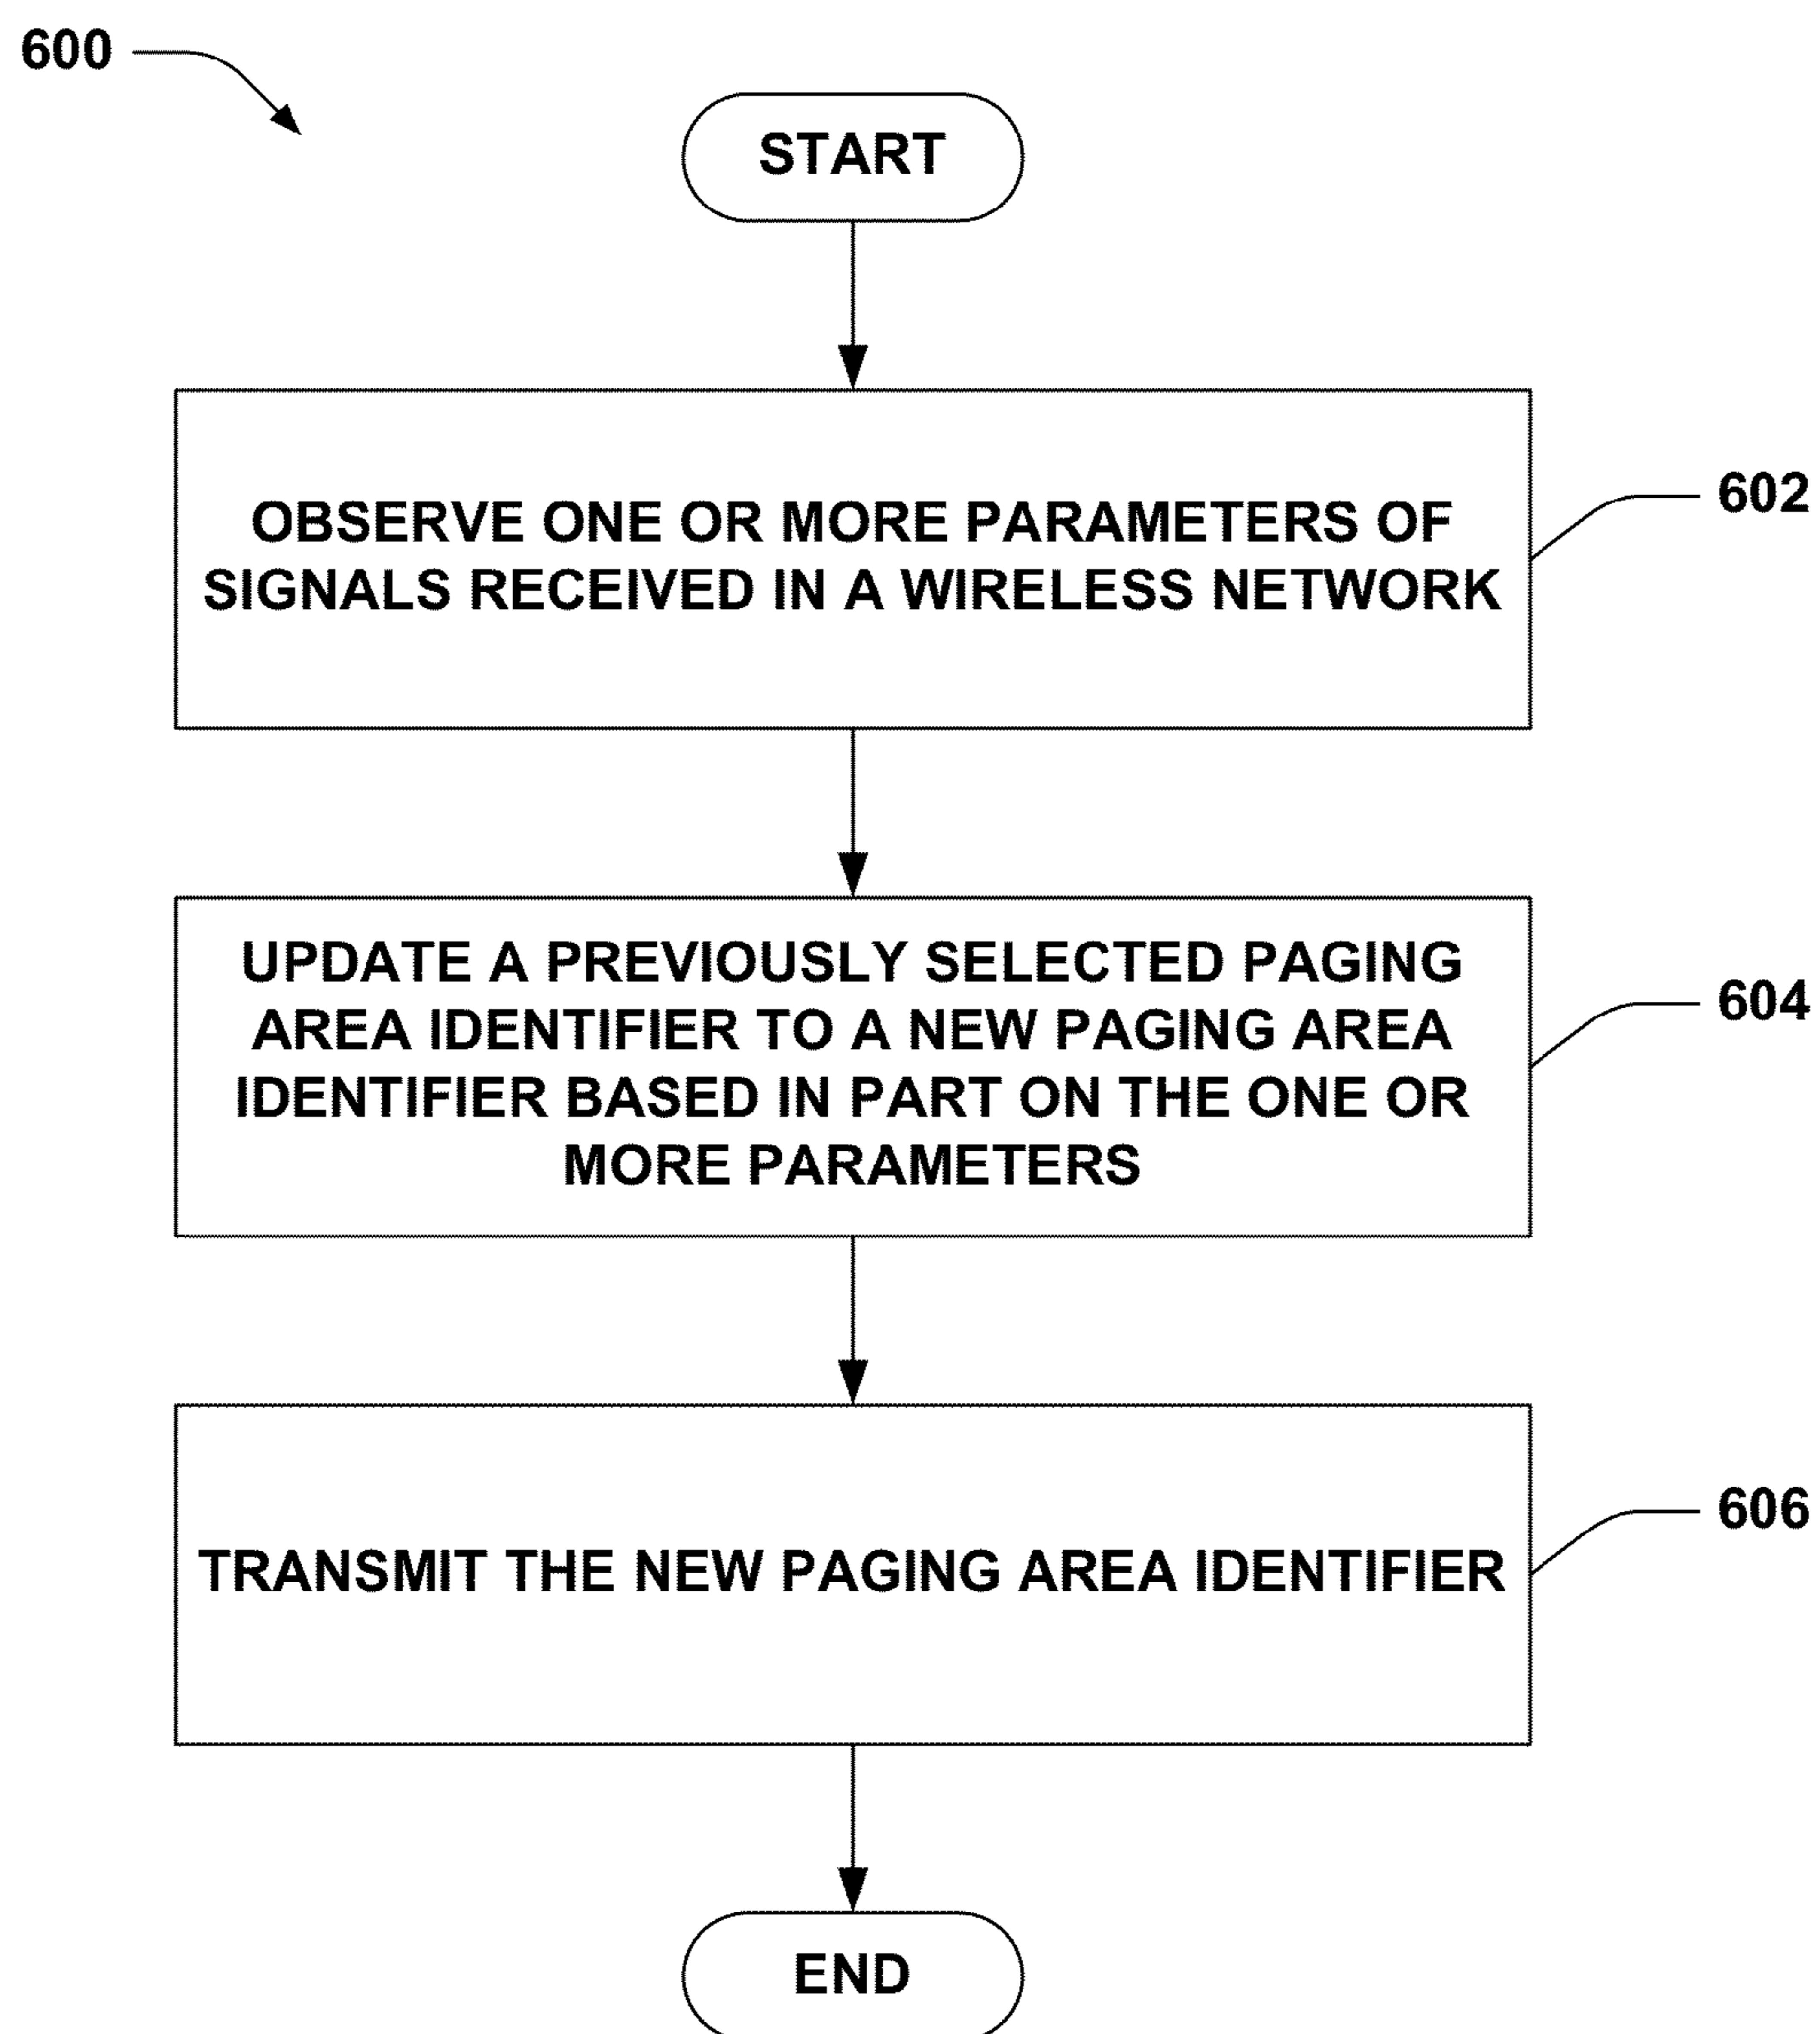 600
START
OBSERVE ONE OR MORE PARAMETERS OF
SIGNALS RECEIVED IN A WIRELESS NETWORK
602
UPDATE A PREVIOUSLY SELECTED PAGING
AREA IDENTIFIER TO A NEW PAGING AREA
IDENTIFIER BASED IN PART ON THE ONE OR
MORE PARAMETERS
604
TRANSMIT THE NEW PAGING AREA IDENTIFIER
606
END